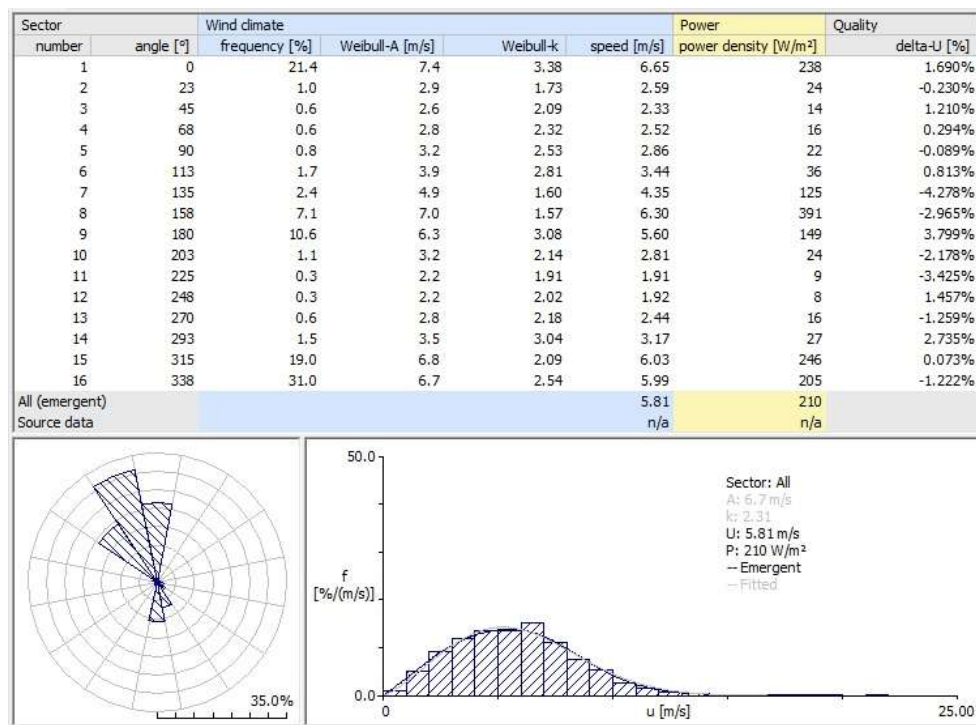 Sector Wind climate Power Quality
number angle [°] frequency [%] Weibull-A [m/s] Weibull-k speed [m/s] power density [W/m²] delta-U [%]
1 0 21.4 7.4 3.38 6.65 238 1.690%
2 23 1.0 2.9 1.73 2.59 24 -0.230%
3 45 0.6 2.6 2.09 2.33 14 1.210%
4 68 0.6 2.8 2.32 2.52 16 0.294%
5 90 0.8 3.2 2.53 2.86 22 -0.089%
6 113 1.7 3.9 2.81 3.44 36 0.813%
7 135 2.4 4.9 1.60 4.35 125 -4.278%
8 158 7.1 7.0 1.57 6.30 391 -2.965%
9 180 10.6 6.3 3.08 5.60 149 3.799%
10 203 1.1 3.2 2.14 2.81 24 -2.178%
11 225 0.3 2.2 1.91 1.91 9 -3.425%
12 248 0.3 2.2 2.02 1.92 8 1.457%
13 270 0.6 2.8 2.18 2.44 16 -1.259%
14 293 1.5 3.5 3.04 3.17 27 2.735%
15 315 19.0 6.8 2.09 6.03 246 0.073%
16 338 31.0 6.7 2.54 5.99 205 -1.222%
All (emergent) 5.81 210
Source data n/a n/a
35.0%
50.0
f
[%/(m/s)]
0.0
0 u [m/s] 25.00
Sector: All
A: 6.7 m/s
k: 2.31
U: 5.81 m/s
P: 210 W/m²
-- Emergent
-- Fitted